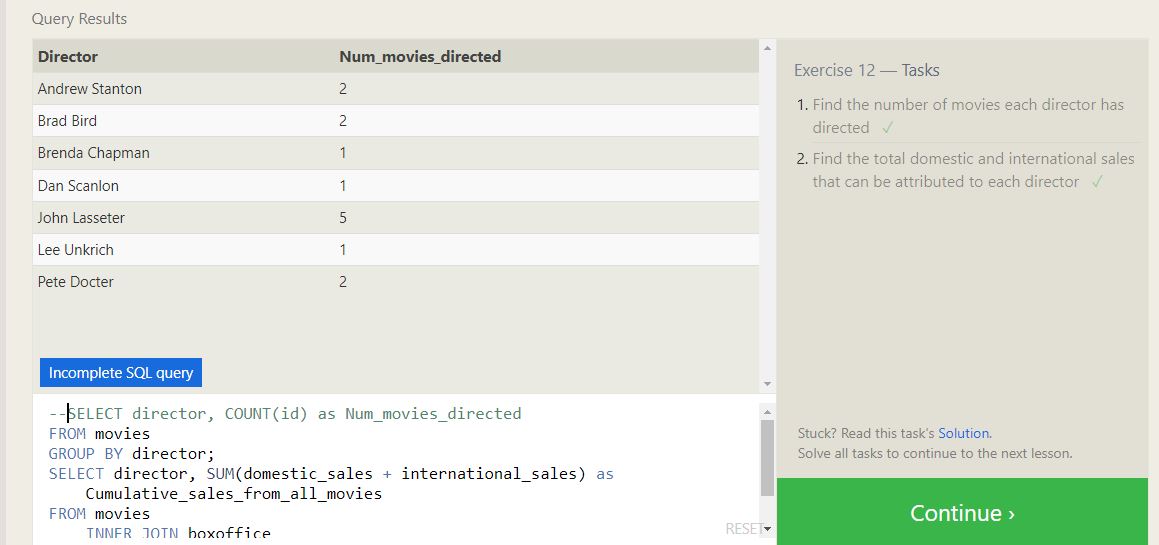 Query Results
Director Num_movies_directed
Andrew Stanton 2
Brad Bird 2
Brenda Chapman 1
Dan Scanlon 1
John Lasseter 5
Lee Unkrich 1
Pete Docter 2
Incomplete SQL query
--SELECT director, COUNT(id) as Num_movies_directed
FROM movies
GROUP BY director;
SELECT director, SUM(domestic_sales + international_sales) as
Cumulative_sales_from_all_movies
FROM movies
INNER JOIN boxoffice
RESET
Exercise 12 — Tasks
1. Find the number of movies each director has
directed ✓
2. Find the total domestic and international sales
that can be attributed to each director ✓
Stuck? Read this task's Solution.
Solve all tasks to continue to the next lesson.
Continue ›